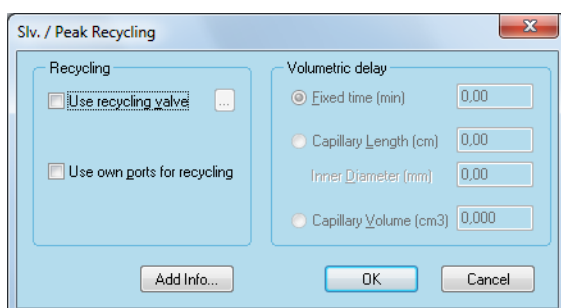 Slv. / Peak Recycling
Recycling
Use recycling valve
...
Use own ports for recycling
Volumetric delay
Fixed time (min)
0,00
Capillary Length (cm)
0,00
Inner Diameter (mm)
0,00
Capillary Volume (cm3)
0,000
Add Info...
OK
Cancel